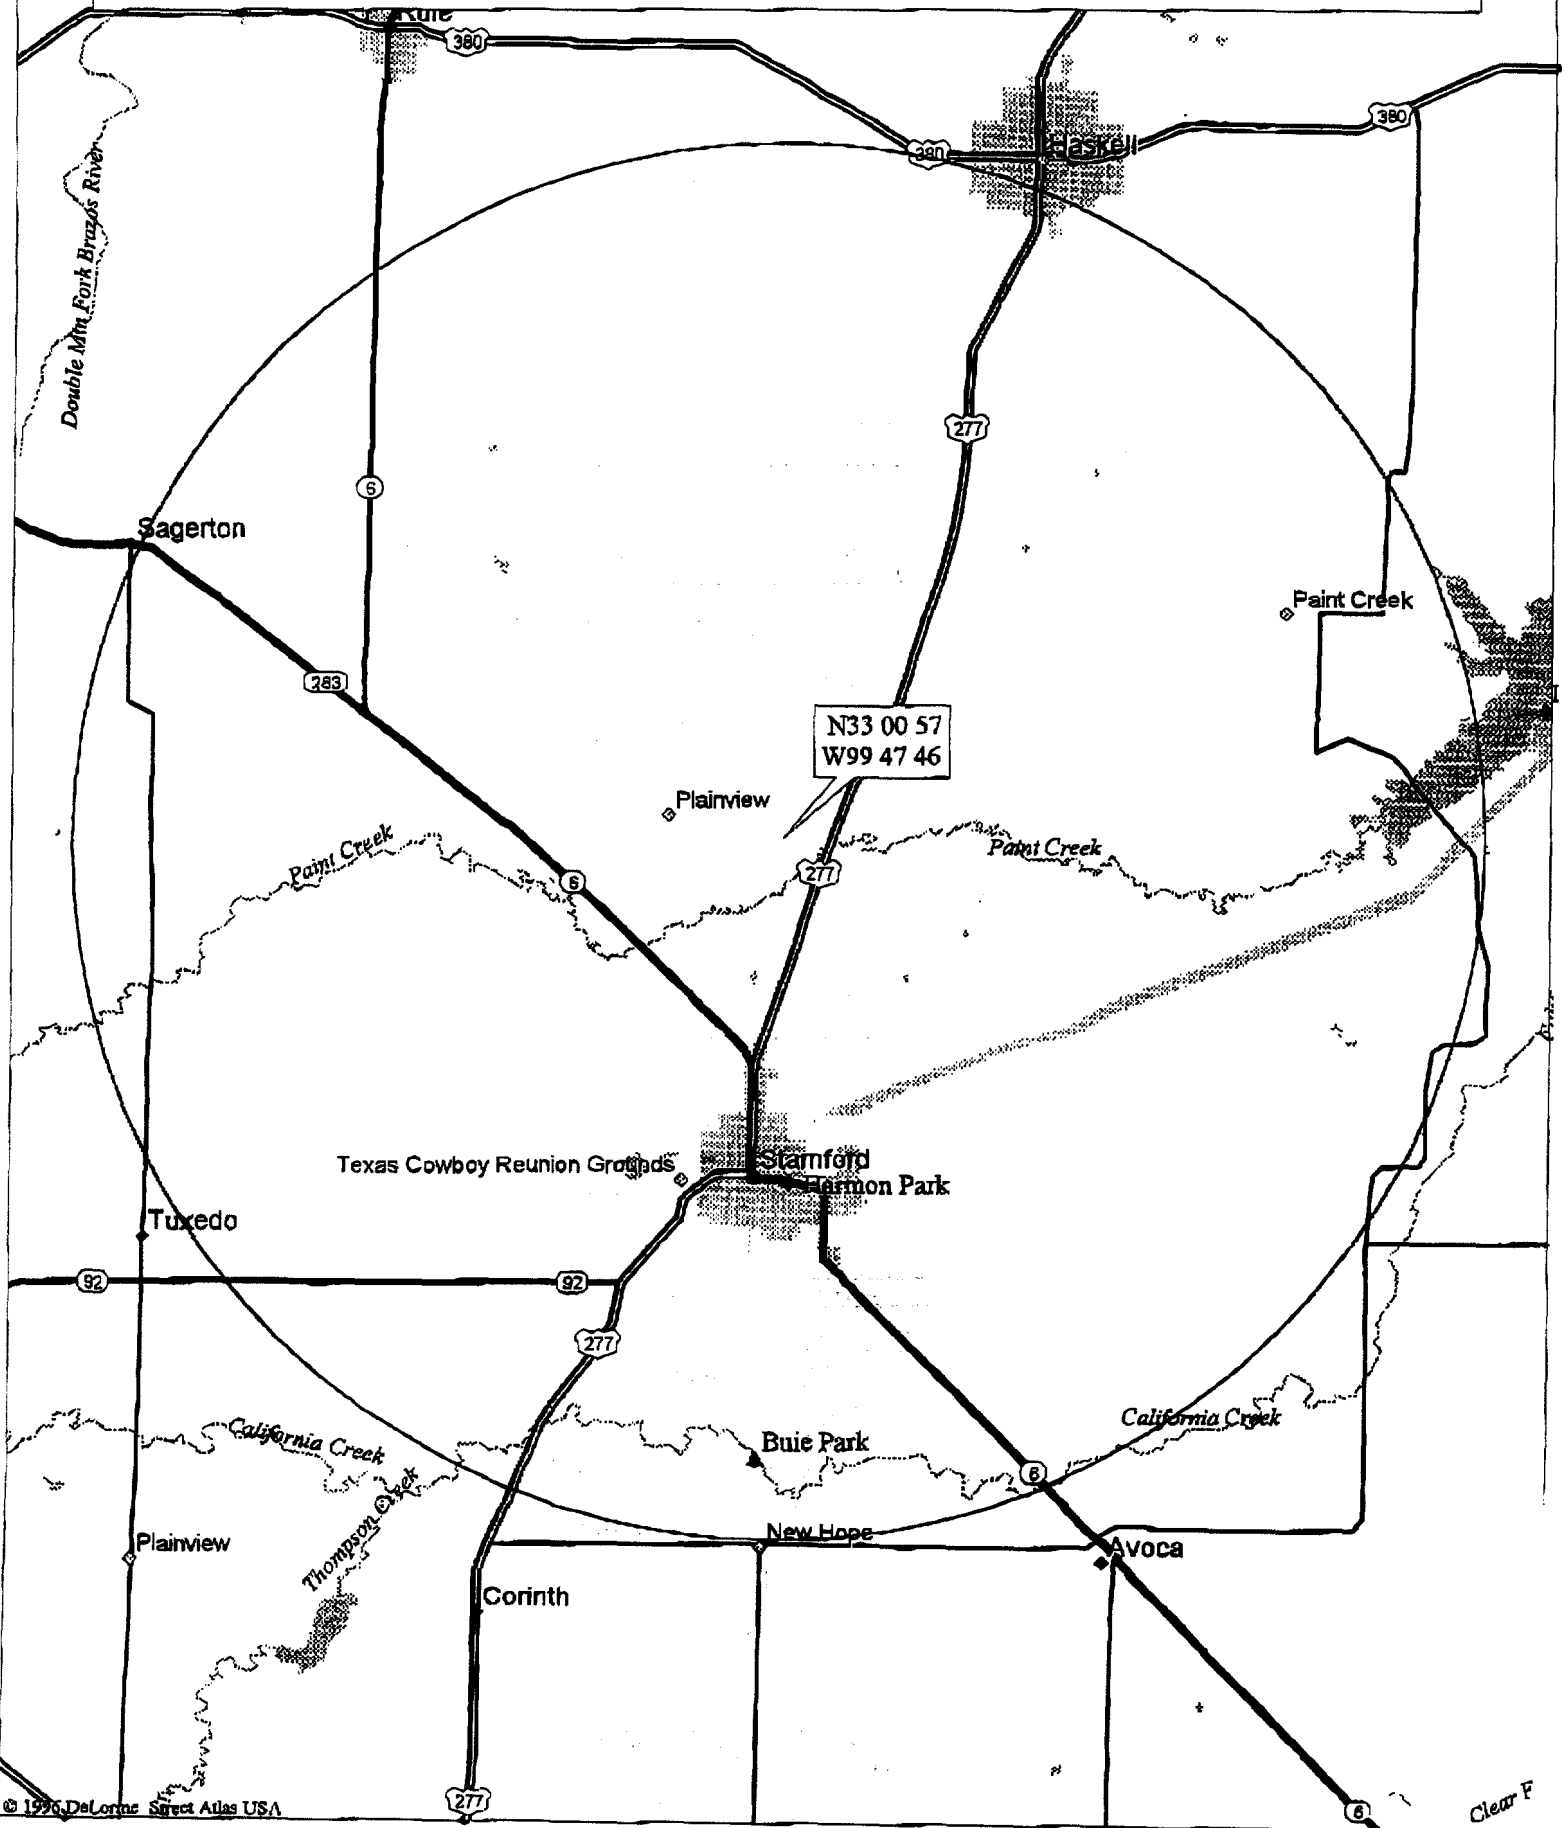 Rule
380
380
Haskell
380
Double Mtn Fork Brazos River
277
6
Sagerton
Paint Creek
283
N33 00 57
W99 47 46
Plainview
Paint Creek
Paint Creek
6
277
Texas Cowboy Reunion Grounds
Stamford
Harmon Park
Tuxedo
92
92
277
California Creek
California Creek
Buie Park
6
Thompson Creek
New Hope
Plainview
Avoca
Corinth
277
© 1996 DeLorme Street Atlas USA
6
Clear F